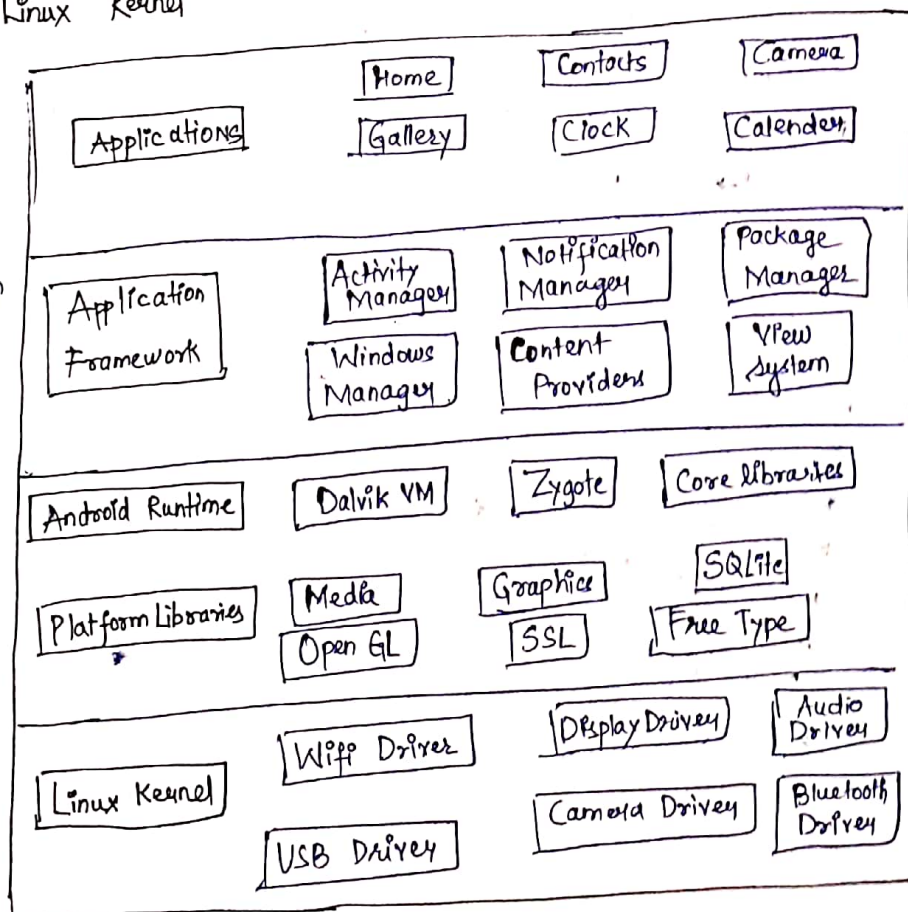 Linux Kernel
Home
Contacts
Camera
Applications
Gallery
Clock
Calender
Application
Framework
Activity
Manager
Notification
Manager
Package
Manager
Windows
Manager
Content
Providers
View
System
Android Runtime
Dalvik VM
Zygote
Core libraries
Platform Libraries
Media
Graphics
SQLite
Open GL
SSL
Free Type
Linux Kernel
Wifi Driver
Display Driver
Audio
Driver
USB Driver
Camera Driver
Bluetooth
Driver